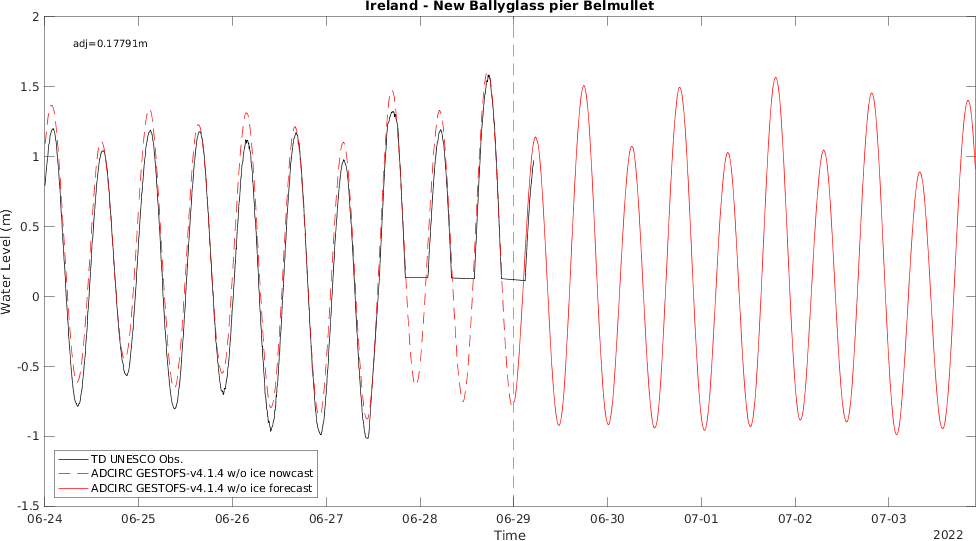 Ireland - New Ballyglass pier Belmullet
adj=0.17791m
2
1.5
1
0.5
0
-0.5
-1
-1.5
Water Level (m)
TD UNESCO Obs.
ADCIRC GESTOFS-v4.1.4 w/o ice nowcast
ADCIRC GESTOFS-v4.1.4 w/o ice forecast
06-24 06-25 06-26 06-27 06-28 06-29 06-30 07-01 07-02 07-03
Time
2022